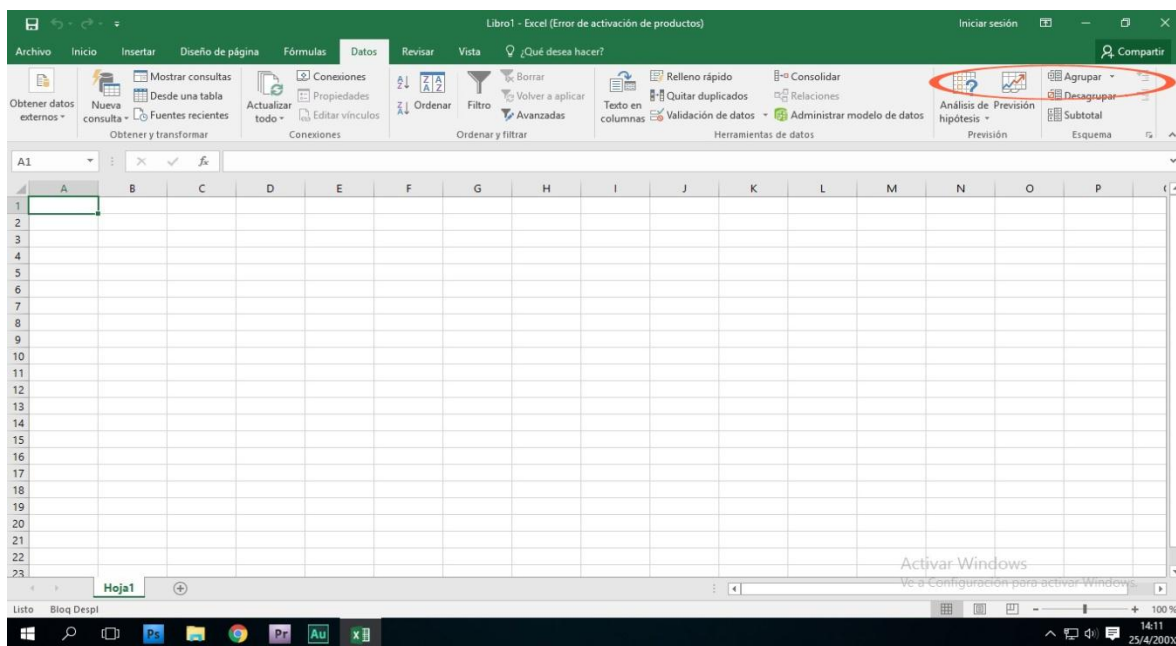 Libro1 - Excel (Error de activación de productos)
Iniciar sesión
Archivo Inicio Insertar Diseño de página Fórmulas Datos Revisar Vista ¿Qué desea hacer? Compartir
Obtener datos externos
Nueva consulta
Mostrar consultas
Desde una tabla
Fuentes recientes
Obtener y transformar
Actualizar todo
Conexiones
Propiedades
Editar vínculos
Conexiones
Ordenar
Filtro
Borrar
Volver a aplicar
Avanzadas
Ordenar y filtrar
Texto en columnas
Relleno rápido
Quitar duplicados
Validación de datos
Consolidar
Relaciones
Administrar modelo de datos
Herramientas de datos
Análisis de hipótesis
Previsión
Previsión
Agrupar
Desagrupar
Subtotal
Esquema
A1
fx
A B C D E F G H I J K L M N O P
1
2
3
4
5
6
7
8
9
10
11
12
13
14
15
16
17
18
19
20
21
22
23
Activar Windows
Ve a Configuración para activar Windows.
Hoja1
Listo Bloq Despl
100 %
Ps Pr Au
14:11
25/4/200X